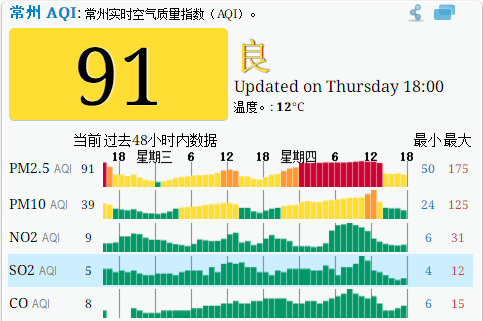 常州 AQI: 常州实时空气质量指数（AQI）。
91
良
Updated on Thursday 18:00
温度。: 12°C
当前 过去48小时内数据 最小 最大
18 星期三 6 12 18 星期四 6 12 18
PM2.5 AQI 91 50 175
PM10 AQI 39 24 125
NO2 AQI 9 6 31
SO2 AQI 5 4 12
CO AQI 8 6 15